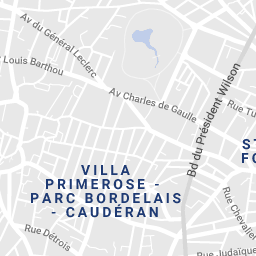 Av du Général Leclerc
Louis Barthou
Av Charles de Gaulle
Bd du Président Wilson
Rue Tu
ST
FO
VILLA
PRIMEROSE -
PARC BORDELAIS
- CAUDÉRAN
Rue Chevalier
Rue Détrois
Rue Judaïque